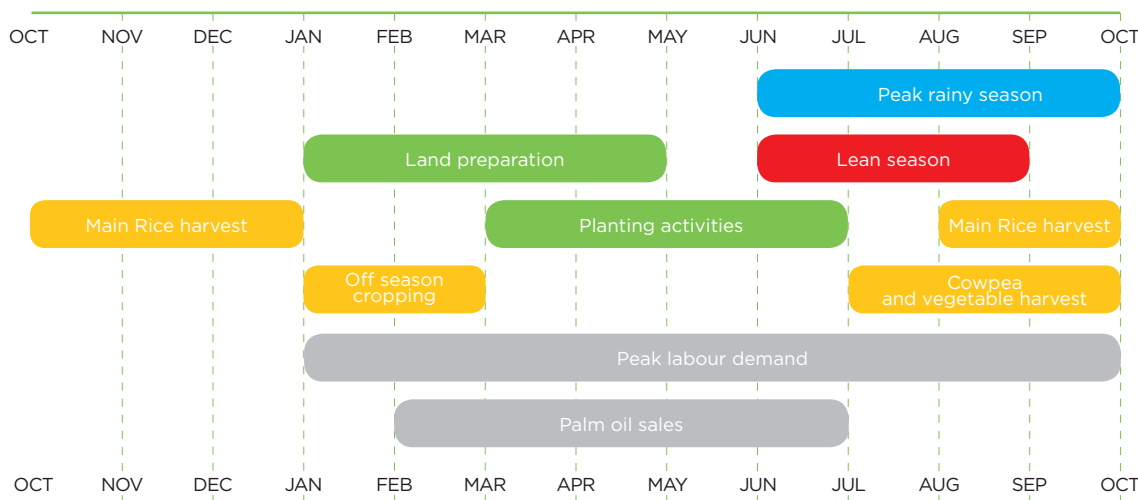 OCT NOV DEC JAN FEB MAR APR MAY JUN JUL AUG SEP OCT
Peak rainy season
Land preparation
Lean season
Main Rice harvest
Planting activities
Main Rice harvest
Off season
cropping
Cowpea
and vegetable harvest
Peak labour demand
Palm oil sales
OCT NOV DEC JAN FEB MAR APR MAY JUN JUL AUG SEP OCT